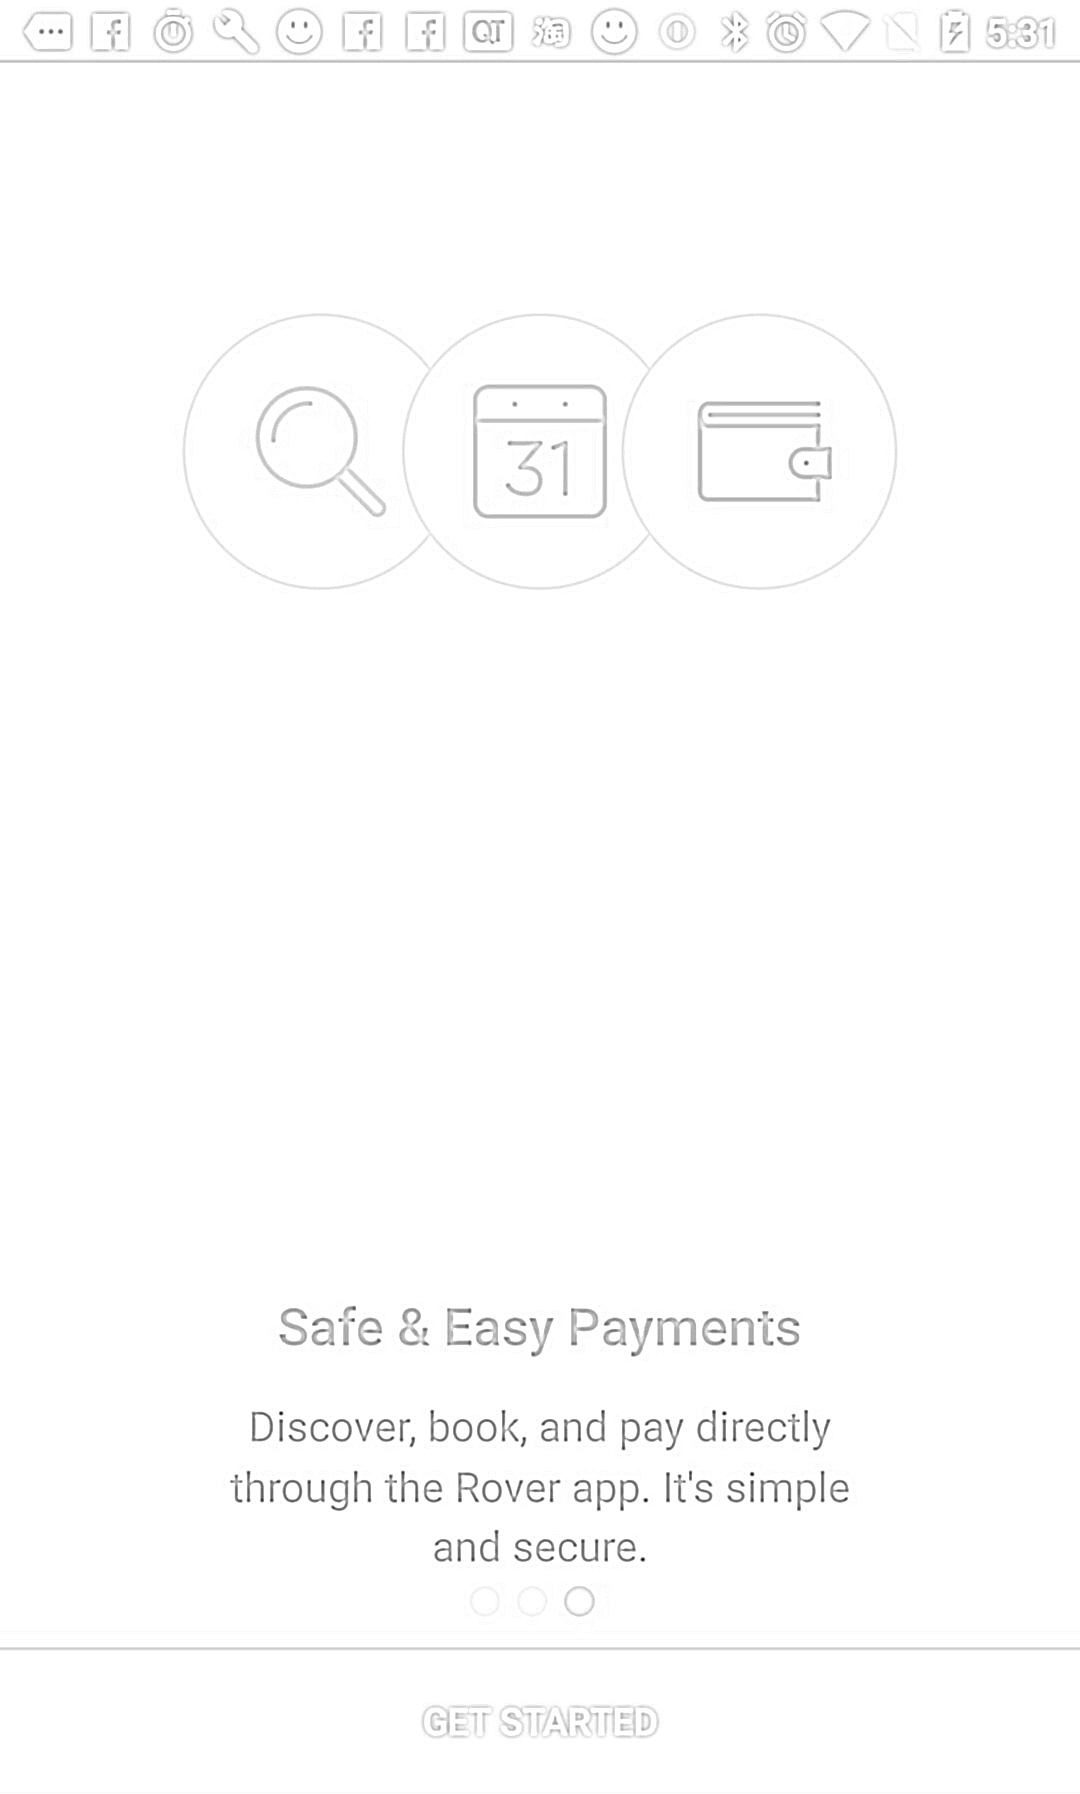 QT 淘 5:31
31
Safe & Easy Payments
Discover, book, and pay directly
through the Rover app. It's simple
and secure.
GET STARTED